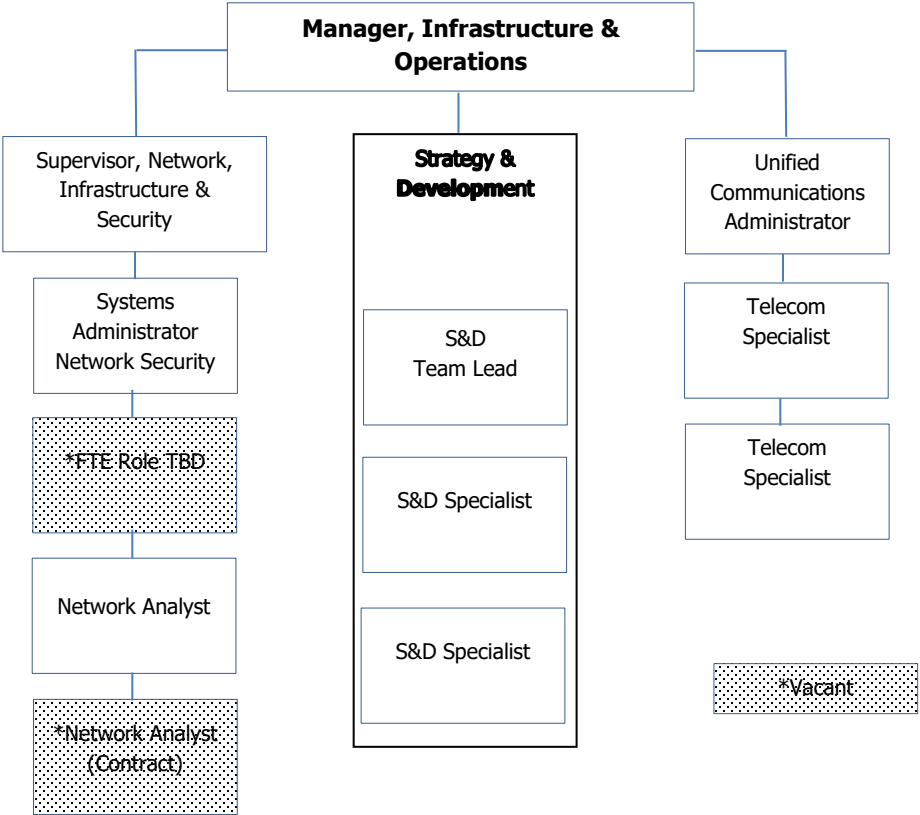 Manager, Infrastructure &
Operations
Supervisor, Network,
Infrastructure &
Security
Systems
Administrator
Network Security
*FTE Role TBD
Network Analyst
*Network Analyst
(Contract)
Strategy &
Development
S&D
Team Lead
S&D Specialist
S&D Specialist
Unified
Communications
Administrator
Telecom
Specialist
Telecom
Specialist
*Vacant